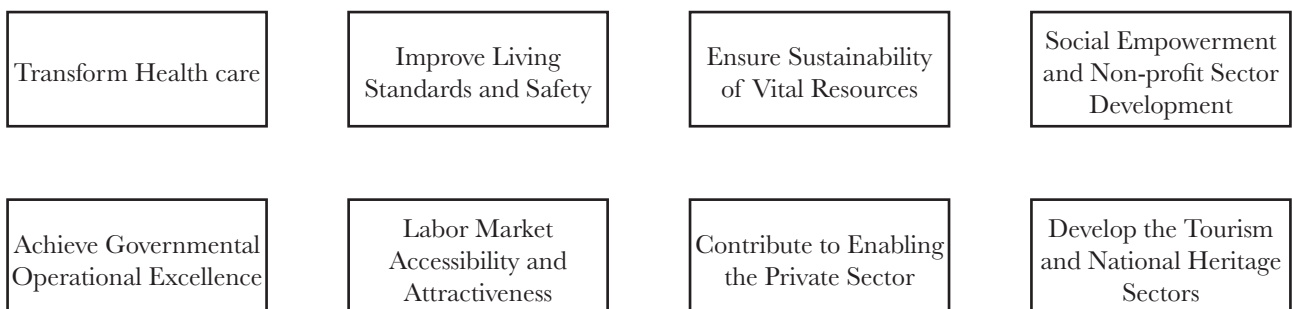 Transform Health care
Improve Living
Standards and Safety
Ensure Sustainability
of Vital Resources
Social Empowerment
and Non-profit Sector
Development
Achieve Governmental
Operational Excellence
Labor Market
Accessibility and
Attractiveness
Contribute to Enabling
the Private Sector
Develop the Tourism
and National Heritage
Sectors